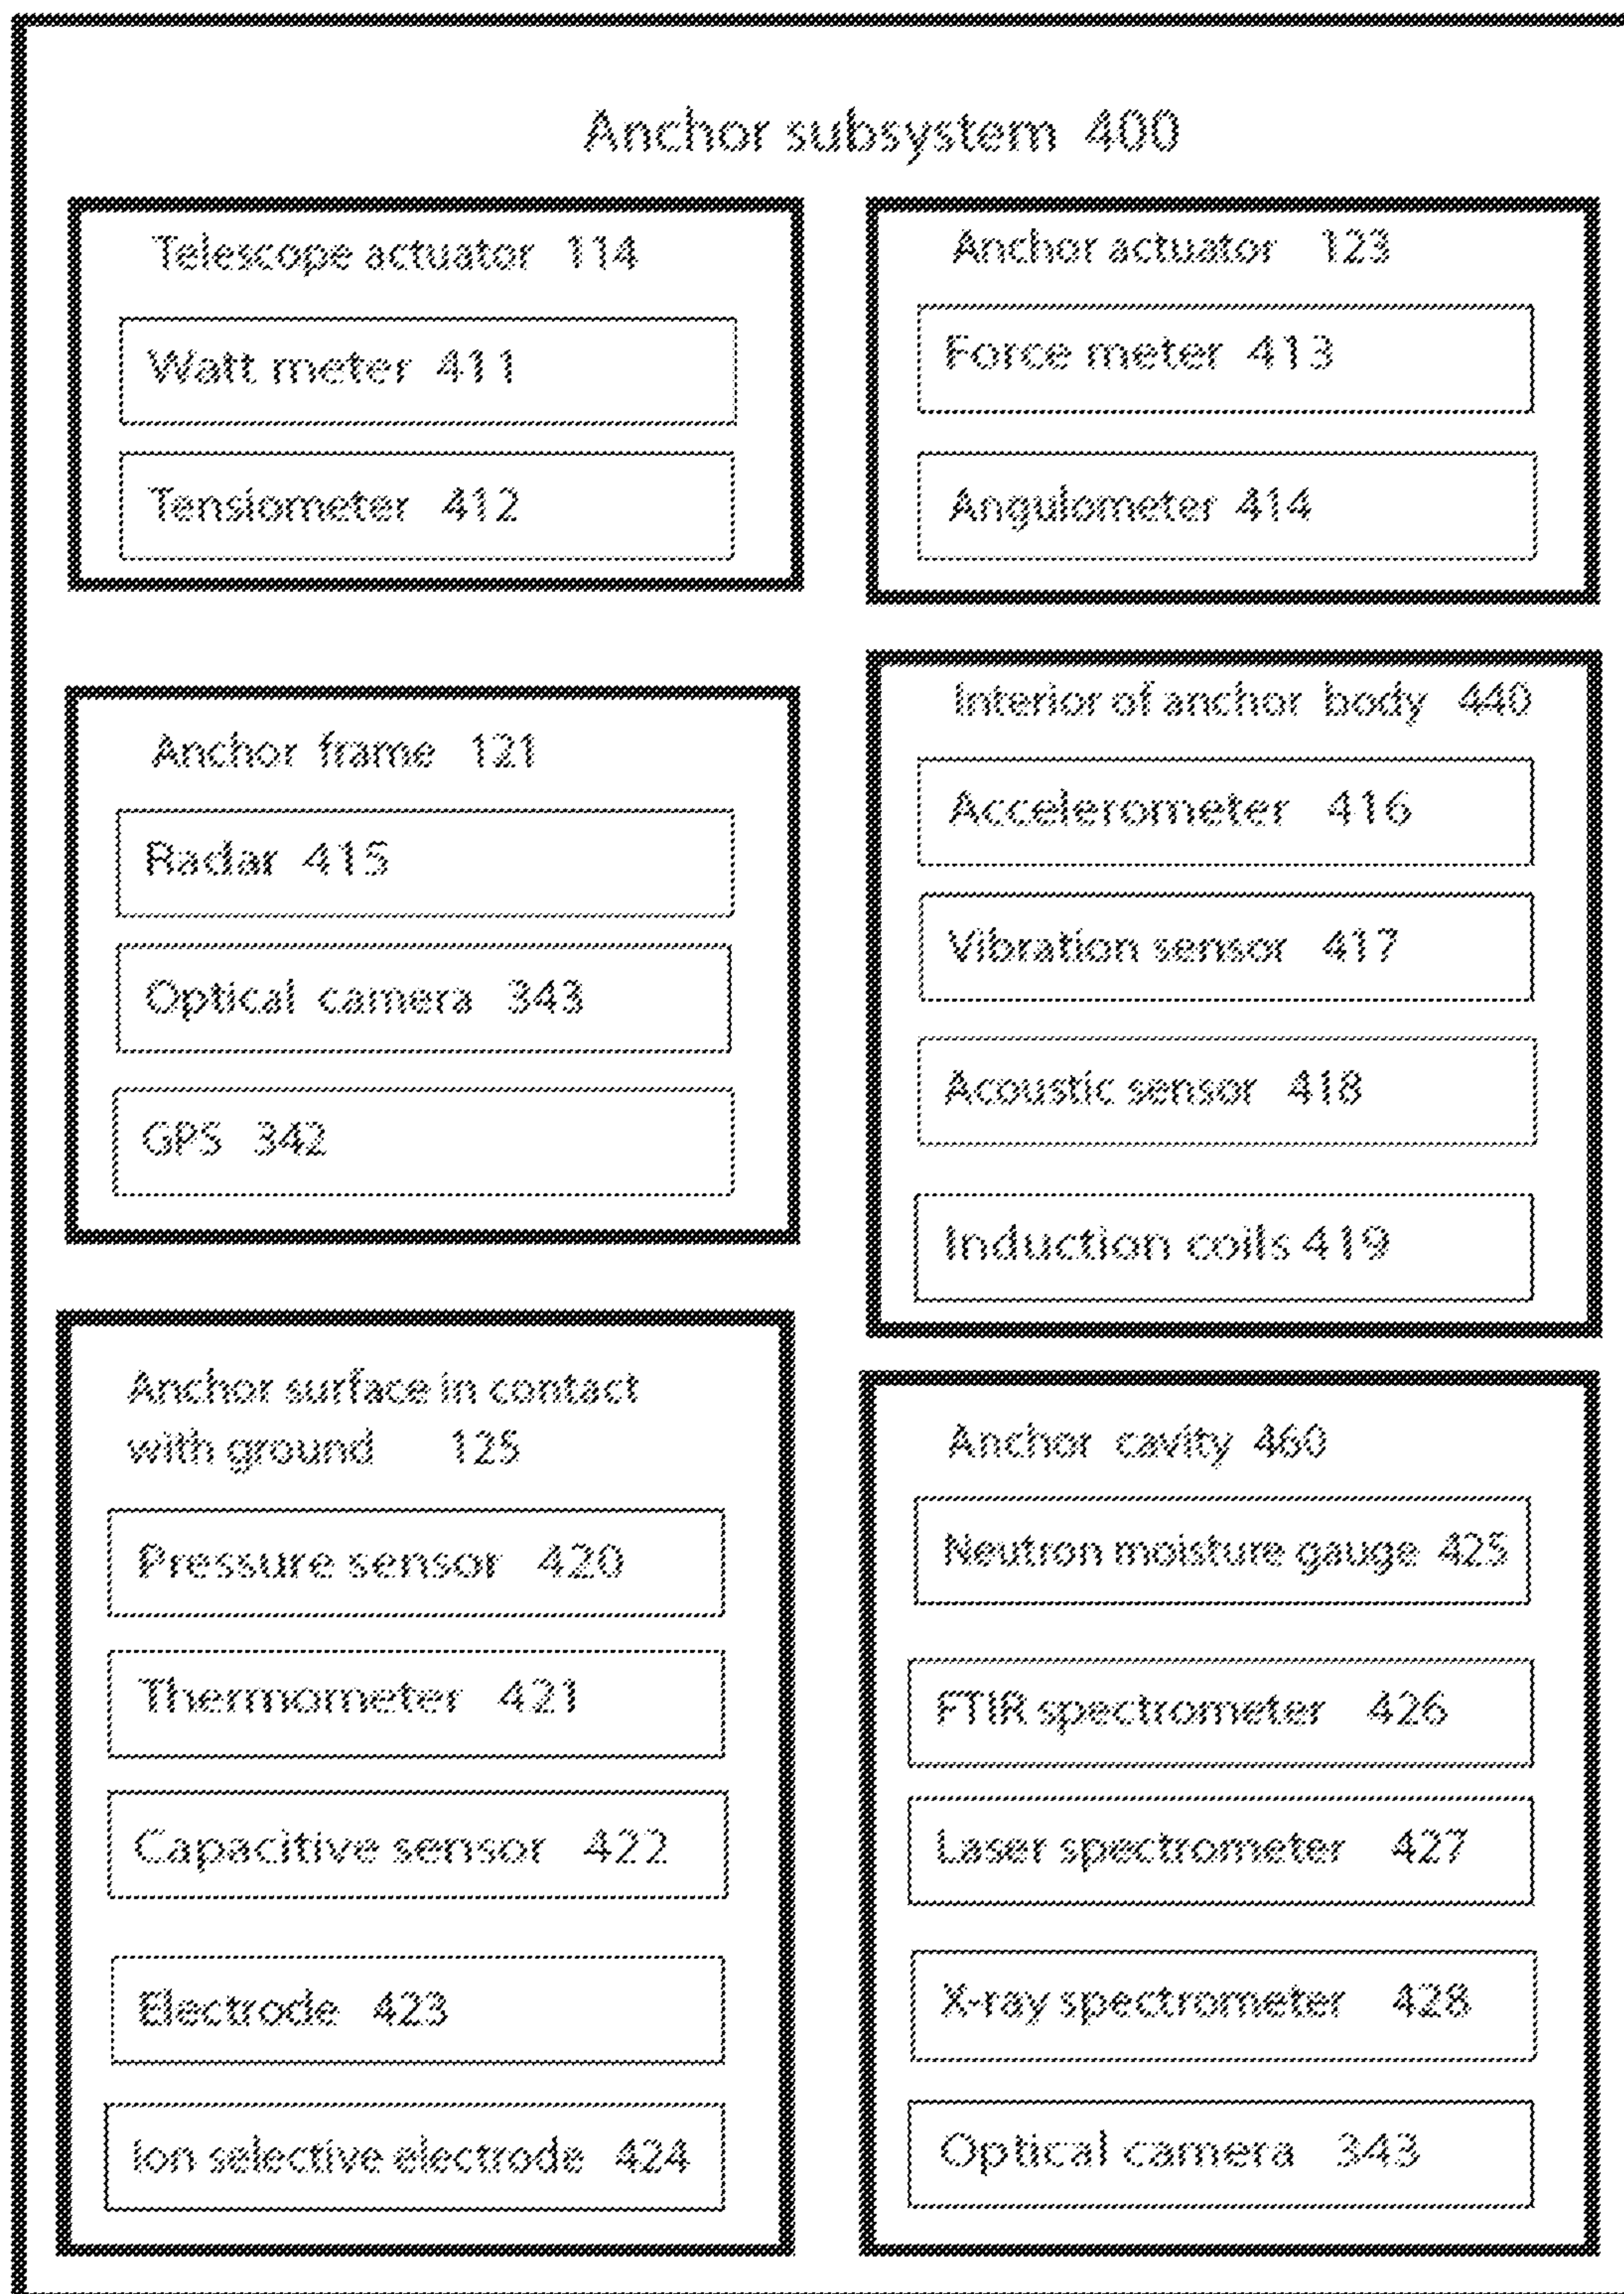 Anchor subsystem 400
Telescope actuator 114
Watt meter 411
Tensiometer 412
Anchor actuator 123
Force meter 413
Angulometer 414
Anchor frame 121
Radar 415
Optical camera 343
GPS 342
Interior of anchor body 440
Accelerometer 416
Vibration sensor 417
Acoustic sensor 418
Induction coils 419
Anchor surface in contact
with ground 125
Pressure sensor 420
Thermometer 421
Capacitive sensor 422
Electrode 423
Ion selective electrode 424
Anchor cavity 460
Neutron moisture gauge 425
FTIR spectrometer 426
Laser spectrometer 427
X-ray spectrometer 428
Optical camera 343